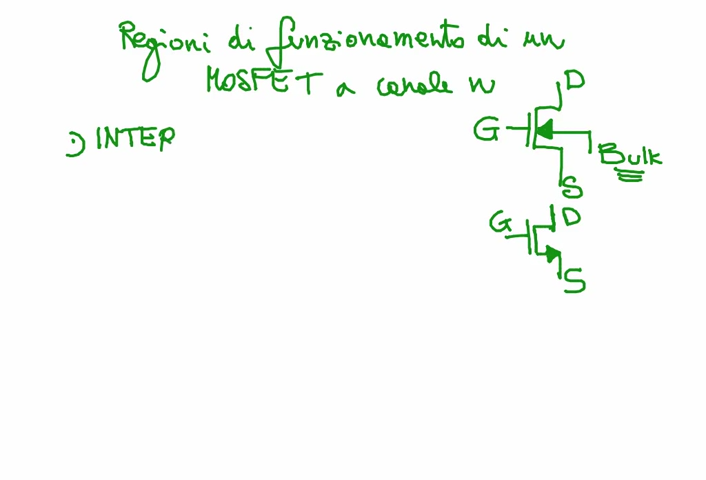 Regioni di funzionamento di un
MOSFET a canale n
·) INTER
D
G
Bulk
S
G
D
S